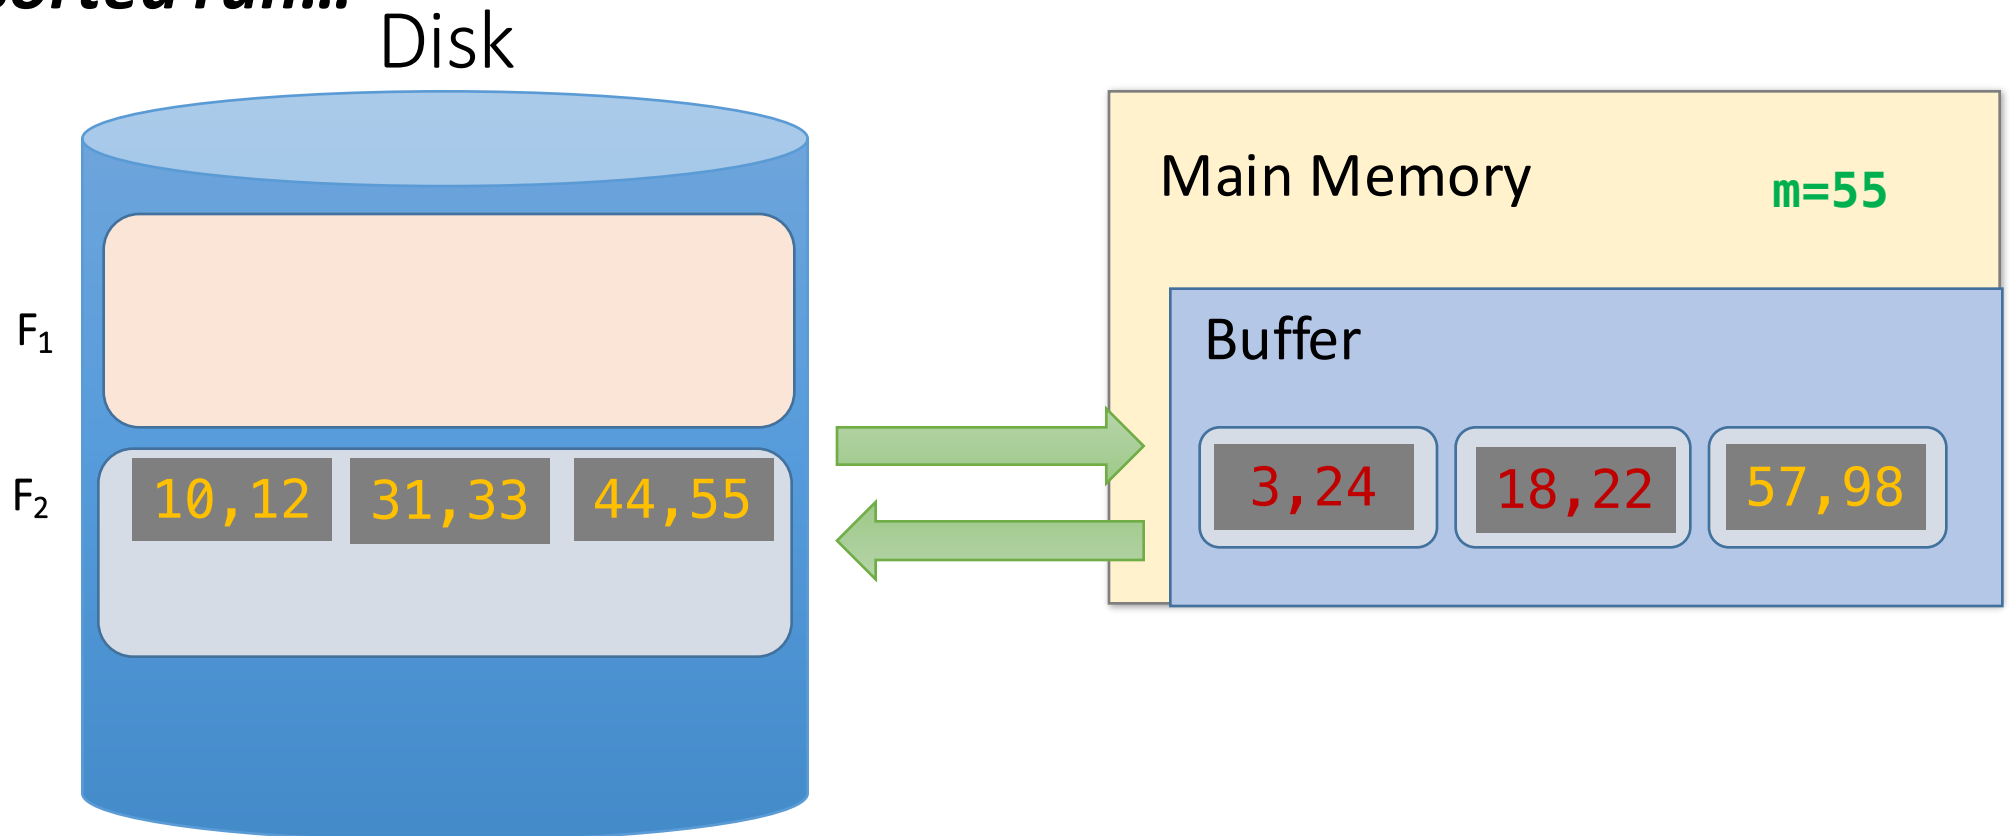 run...
Disk
Main Memory
m=55
F1
Buffer
F2
10,12
31,33
44,55
3,24
18,22
57,98